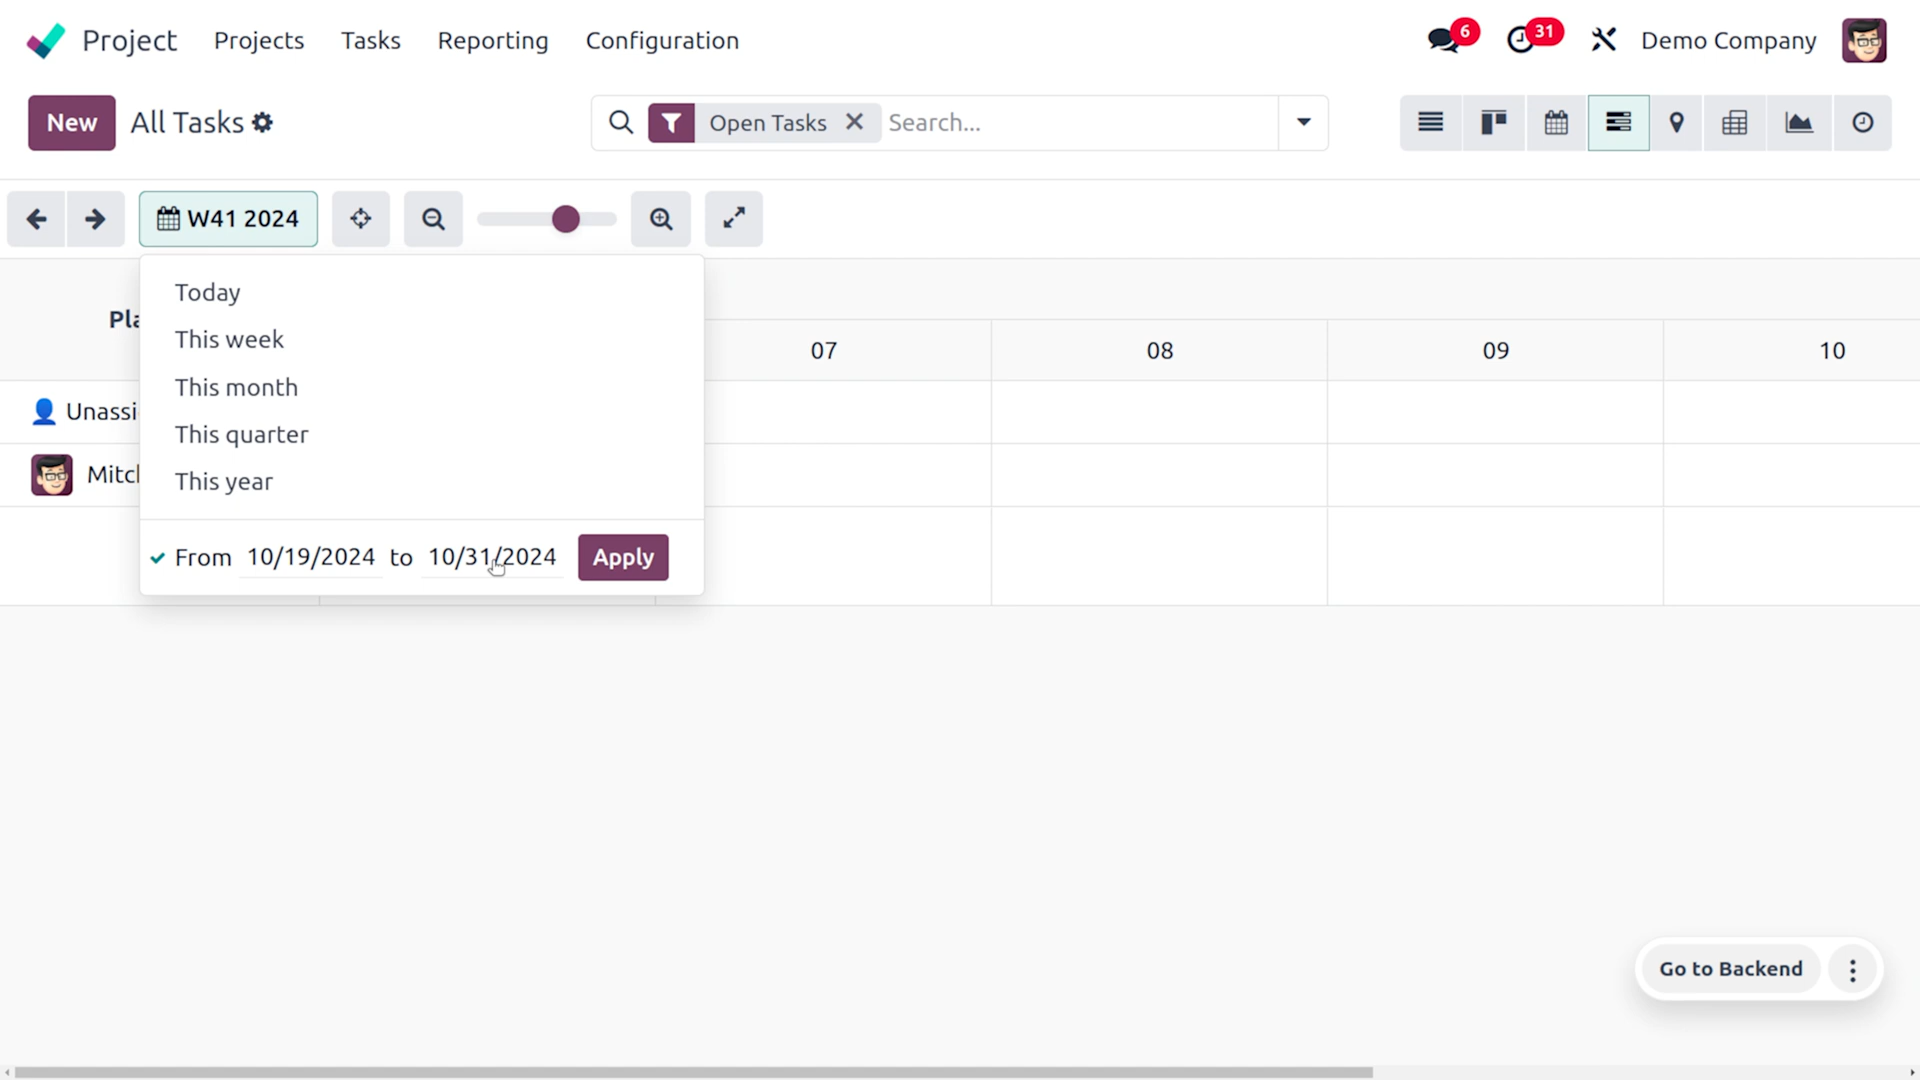 Project Projects Tasks Reporting Configuration 6 31 Demo Company
New All Tasks Open Tasks Search...
W41 2024
Today
This week
This month
This quarter
This year
From 10/19/2024 to 10/31/2024 Apply
Pla
07 08 09 10
Unassi
Mitch
Go to Backend